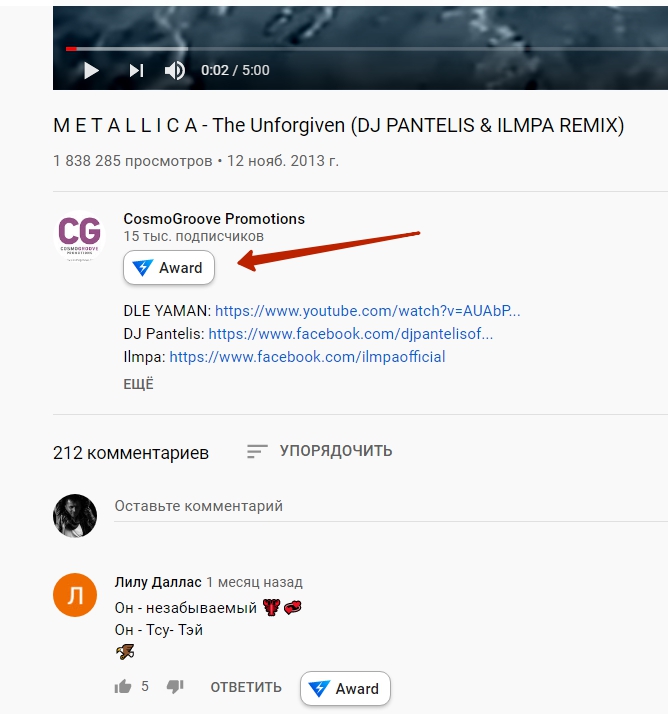 0:02 / 5:00
M E T A L L I C A - The Unforgiven (DJ PANTELIS & ILMPA REMIX)
1 838 285 просмотров • 12 нояб. 2013 г.
CG
COSMOGROOVE
PROMOTIONS
CosmoGroove Promotions
15 тыс. подписчиков
Award
DLE YAMAN: https://www.youtube.com/watch?v=AUAbP...
DJ Pantelis: https://www.facebook.com/djpantelisof...
Ilmpa: https://www.facebook.com/ilmpaofficial
ЕЩЁ
212 комментариев УПОРЯДОЧИТЬ
Оставьте комментарий
Л
Лилу Даллас 1 месяц назад
Он - незабываемый
Он - Тсу- Тэй
5 ОТВЕТИТЬ Award